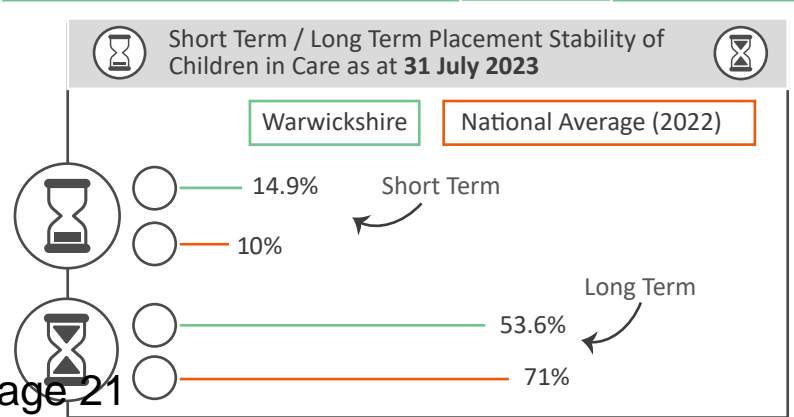 Short Term / Long Term Placement Stability of
Children in Care as at 31 July 2023
Warwickshire
National Average (2022)
14.9%
Short Term
10%
Long Term
53.6%
71%
age 21